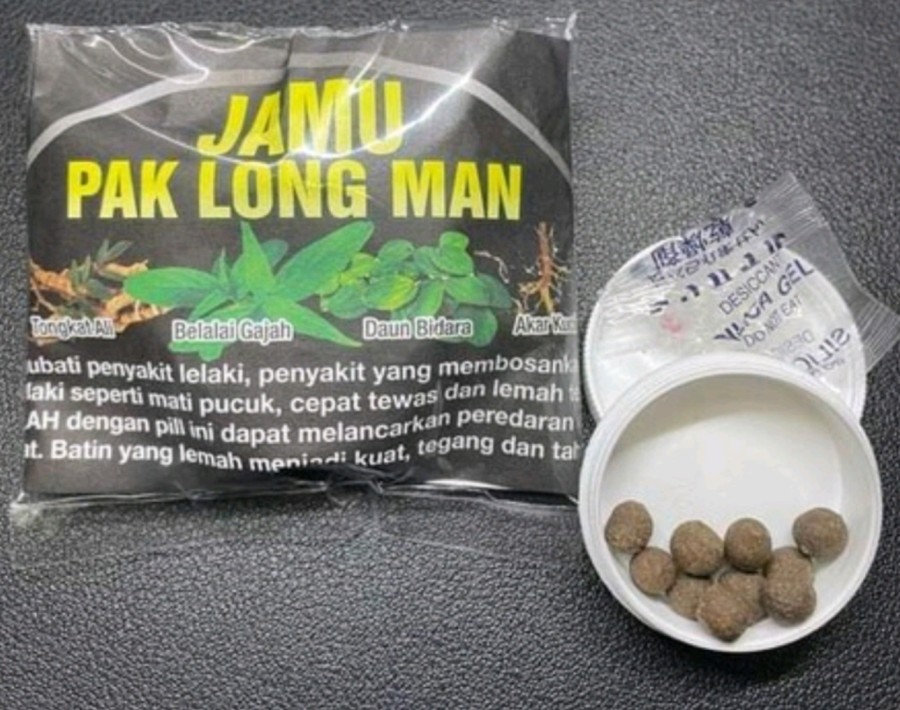 JAMU
PAK LONG MAN
Tongkat Ali
Belalai Gajah
Daun Bidara
Akar
ubati penyakit lelaki, penyakit yang membosank
laki seperti mati pucuk, cepat tewas dan lemah
AH dengan pill ini dapat melancarkan peredaran
at. Batin yang lemah menjadi kuat, tegang dan tah
DESICCANT
SILICA GEL
DO NOT EAT